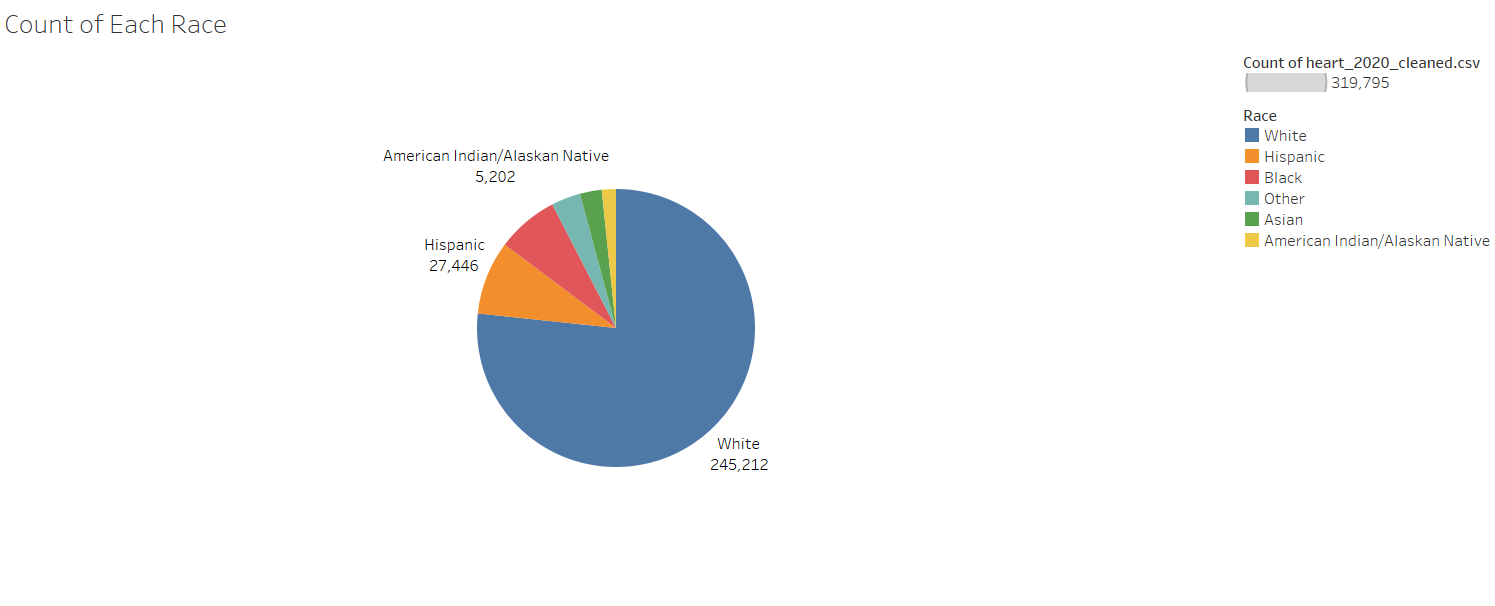 Count of Each Race
Count of heart_2020_cleaned.csv
319,795
Race
White
Hispanic
Black
Other
Asian
American Indian/Alaskan Native
American Indian/Alaskan Native
5,202
Hispanic
27,446
White
245,212